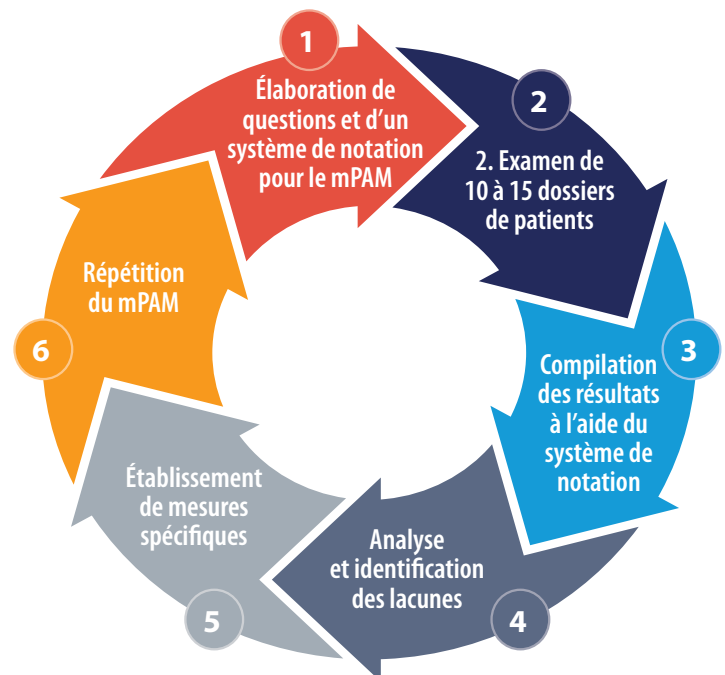 1
Élaboration de
questions et d'un
système de notation
pour le mPAM
2
2. Examen de
10 à 15 dossiers
de patients
3
Compilation
des résultats
à l'aide du
système de
notation
4
Analyse
et identification
des lacunes
5
Établissement
de mesures
spécifiques
6
Répétition
du mPAM